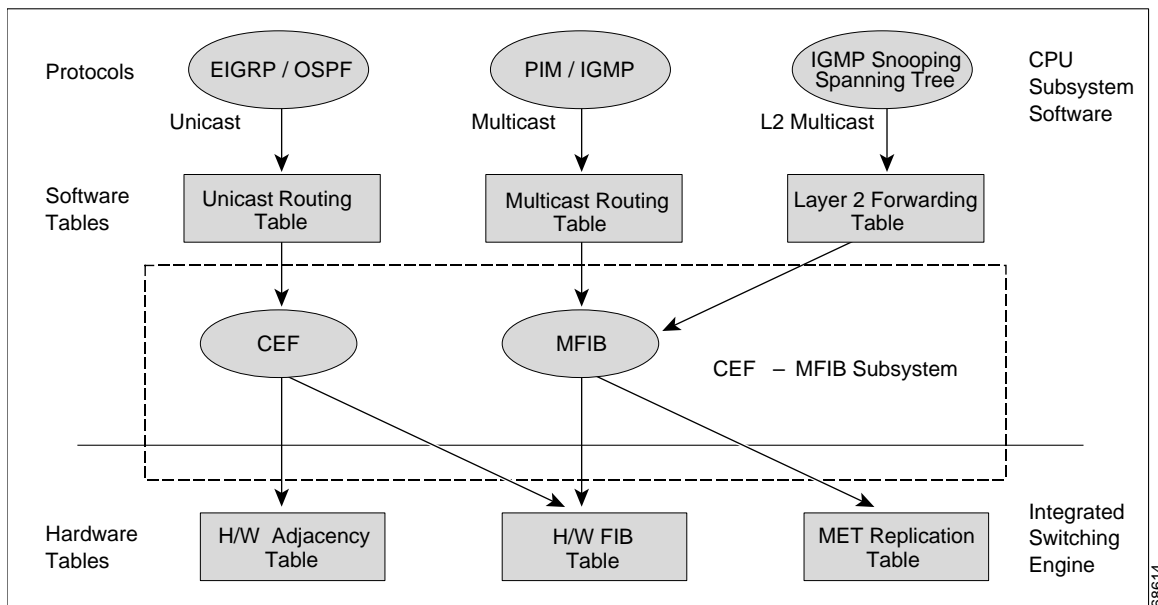 Protocols
EIGRP / OSPF
PIM / IGMP
IGMP Snooping
Spanning Tree
CPU
Subsystem
Software
Unicast
Multicast
L2 Multicast
Software
Tables
Unicast Routing
Table
Multicast Routing
Table
Layer 2 Forwarding
Table
CEF
MFIB
CEF – MFIB Subsystem
Hardware
Tables
H/W Adjacency
Table
H/W FIB
Table
MET Replication
Table
Integrated
Switching
Engine
68614